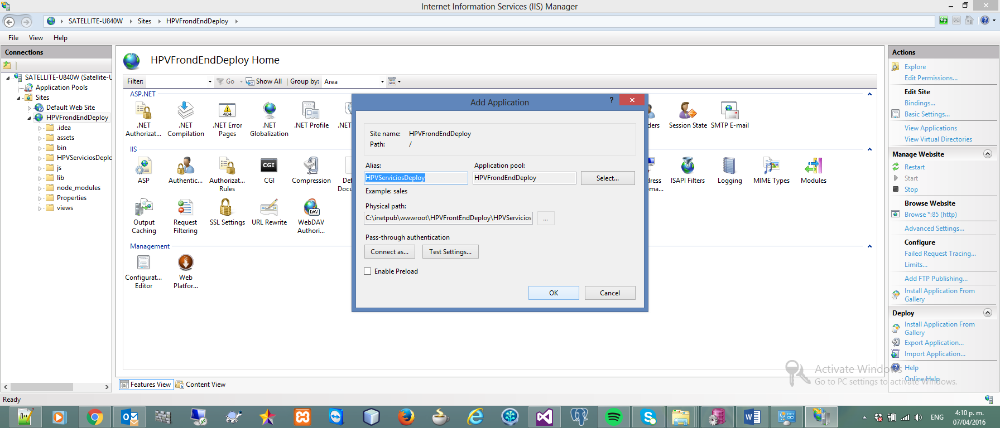 Internet Information Services (IIS) Manager
SATELLITE-U840W
Sites
HPVFrondEndDeploy
File
View
Help
Connections
SATELLITE-U840W (Satellite-U
Application Pools
Sites
Default Web Site
HPVFrondEndDeploy
.idea
assets
bin
HPVServiciosDeplo
js
lib
node_modules
Properties
views
HPVFrondEndDeploy Home
Filter:
Go
Show All
Group by:
Area
ASP.NET
.NET
Authorizat...
.NET
Compilation
.NET Error
Pages
.NET
Globalization
.NET Profile
.NET
ders
Session State
SMTP E-mail
IIS
ASP
Authentic...
Authorizat...
Rules
CGI
Compression
Def
Docu
dress
ma...
ISAPI Filters
Logging
MIME Types
Modules
Output
Caching
Request
Filtering
SSL Settings
URL Rewrite
WebDAV
Authori...
Management
Configurat...
Editor
Web
Platfor...
Add Application
?
Site name:
HPVFrondEndDeploy
Path:
/
Alias:
Application pool:
HPVServiciosDeploy
HPVFrondEndDeploy
Select...
Example: sales
Physical path:
C:\inetpub\wwwroot\HPVFrontEndDeploy\HPVServicios
...
Pass-through authentication
Connect as...
Test Settings...
Enable Preload
OK
Cancel
Actions
Explore
Edit Permissions...
Edit Site
Bindings...
Basic Settings...
View Applications
View Virtual Directories
Manage Website
Restart
Start
Stop
Browse Website
Browse *:85 (http)
Advanced Settings...
Configure
Failed Request Tracing...
Limits...
Add FTP Publishing...
Install Application From
Gallery
Deploy
Install Application From
Gallery
Export Application...
Import Application...
Help
Online Help
Activate Windows
Go to PC settings to activate Windows.
Features View
Content View
Ready
ENG
4:10 p. m.
07/04/2016